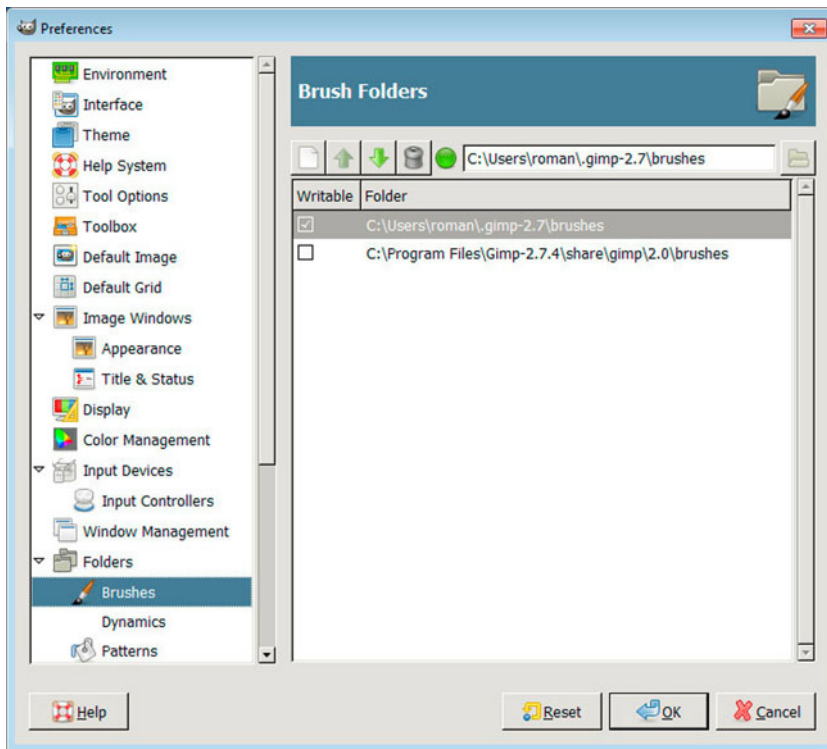 Preferences
Environment
Interface
Theme
Help System
Tool Options
Toolbox
Default Image
Default Grid
Image Windows
Appearance
Title & Status
Display
Color Management
Input Devices
Input Controllers
Window Management
Folders
Brushes
Dynamics
Patterns
Brush Folders
C:\Users\roman\.gimp-2.7\brushes
Writable Folder
C:\Users\roman\.gimp-2.7\brushes
C:\Program Files\Gimp-2.7.4\share\gimp\2.0\brushes
Help Reset OK Cancel